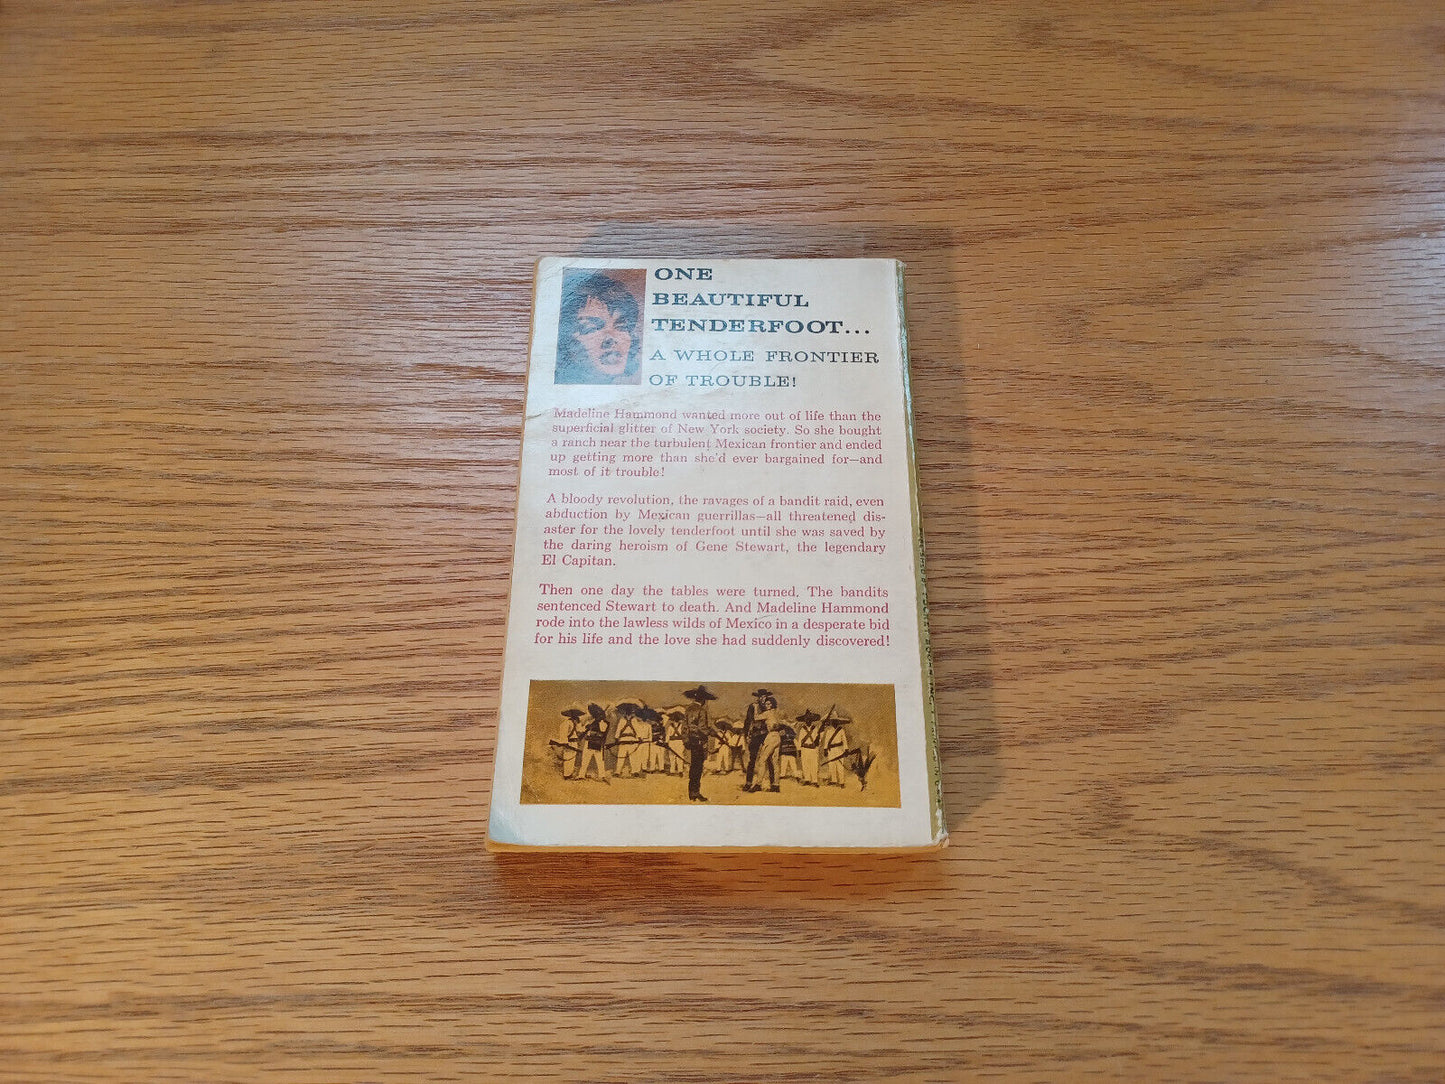 ONE
BEAUTIFUL
TENDERFOOT...
A WHOLE FRONTIER
OF TROUBLE!
Madeline Hammond wanted more out of life than the
superficial glitter of New York society. So she bought
a ranch near the turbulent Mexican frontier and ended
up getting more than she'd ever bargained for—and
most of it trouble!
A bloody revolution, the ravages of a bandit raid, even
abduction by Mexican guerrillas—all threatened dis-
aster for the lovely tenderfoot until she was saved by
the daring heroism of Gene Stewart, the legendary
El Capitan.
Then one day the tables were turned. The bandits
sentenced Stewart to death. And Madeline Hammond
rode into the lawless wilds of Mexico in a desperate bid
for his life and the love she had suddenly discovered!